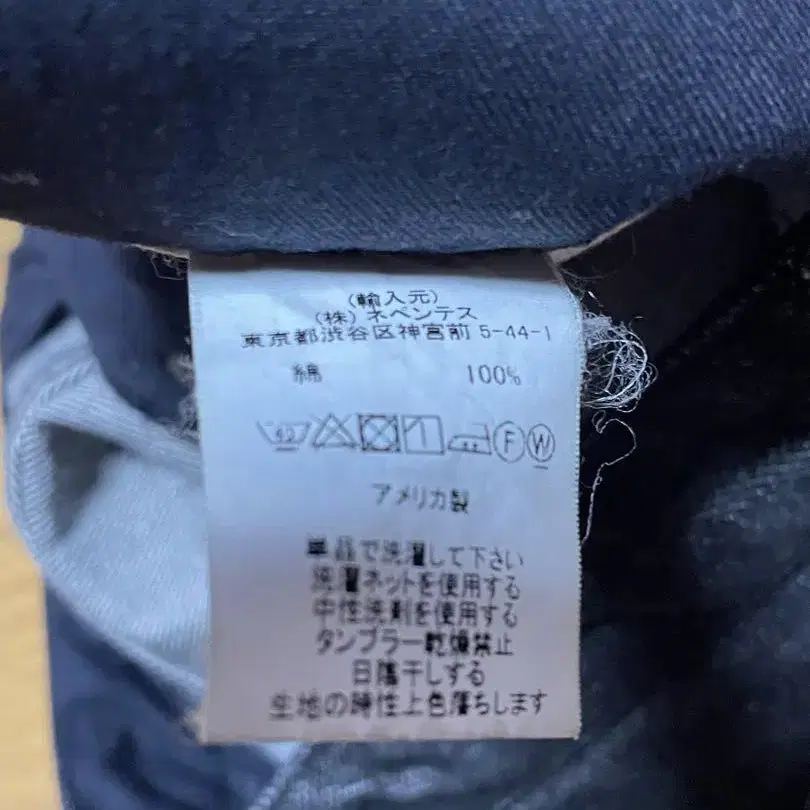 (輸入元)
(株) ネペンテス
東京都渋谷区神宮前 5-44-1
綿 100%
F W
アメリカ製
単品で洗濯して下さい
洗濯ネットを使用する
中性洗剤を使用する
タンブラー乾燥禁止
日陰干しする
生地の時性上色落ちします